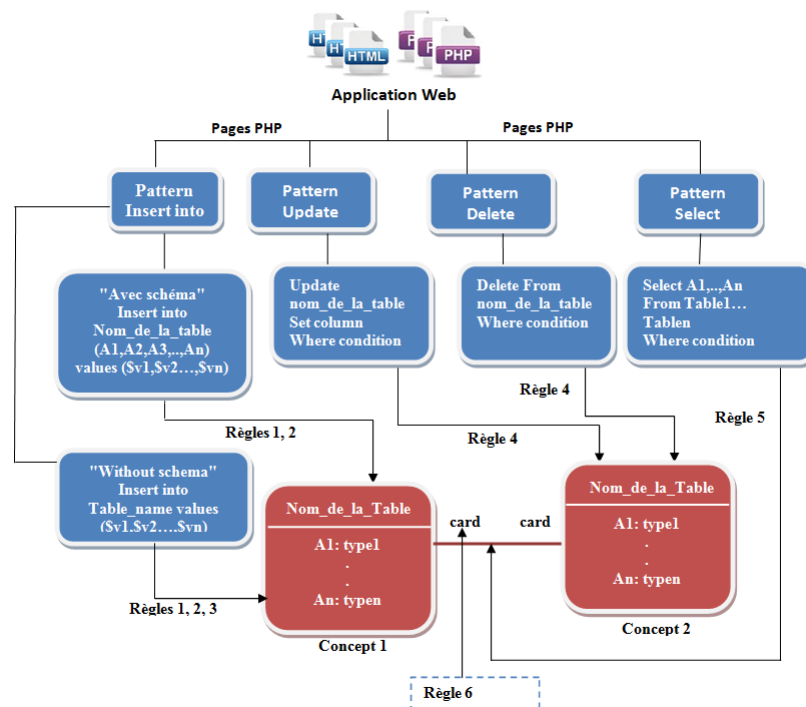 HTML
HTML
HTML
PHP
PHP
PHP
Application Web
Pages PHP
Pages PHP
Pattern
Insert into
Pattern
Update
Pattern
Delete
Pattern
Select
"Avec schéma"
Insert into
Nom_de_la_table
(A1,A2,A3,..,An)
values ($v1,$v2…,$vn)
Update
nom_de_la_table
Set column
Where condition
Delete From
nom_de_la_table
Where condition
Select A1,..,An
From Table1…
Tablen
Where condition
Règles 1, 2
Règle 4
Règle 4
Règle 5
"Without schema"
Insert into
Table_name values
($v1.$v2….$vn)
Règles 1, 2, 3
Nom_de_la_Table
A1: type1
.
.
An: typen
Concept 1
card
card
Nom_de_la_Table
A1: type1
.
.
An: typen
Concept 2
Règle 6